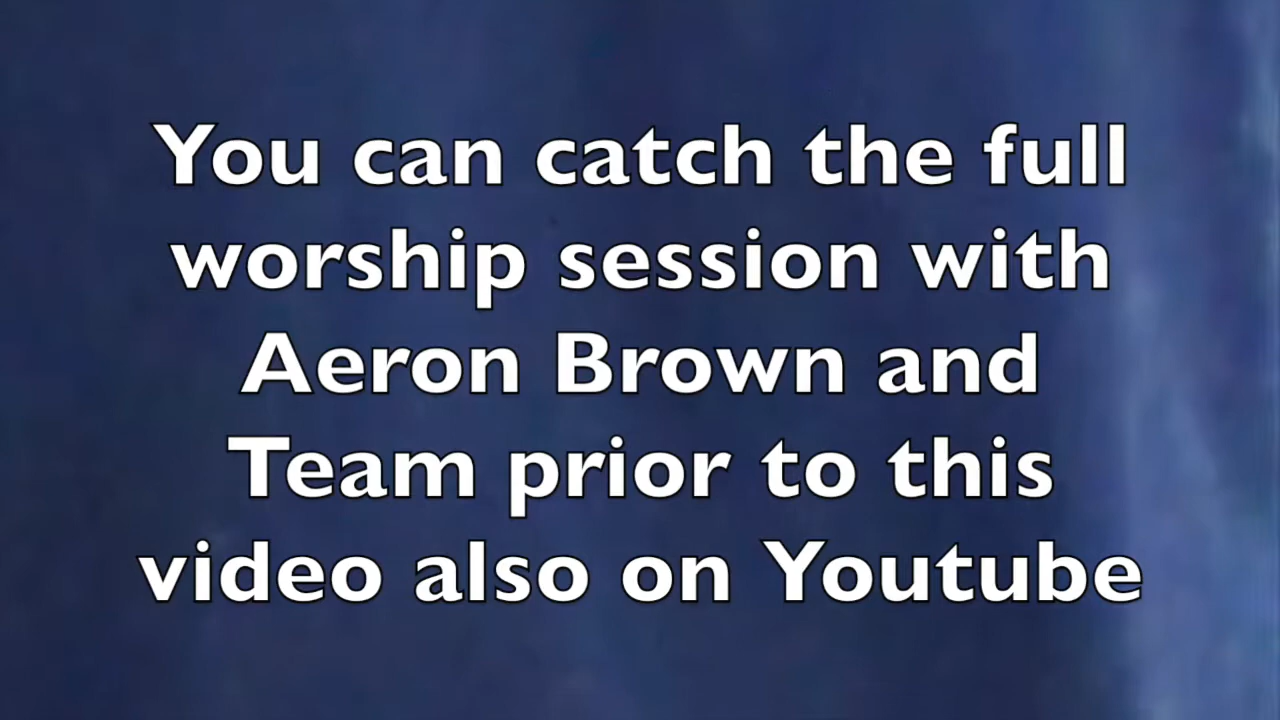 You can catch the full
worship session with
Aeron Brown and
Team prior to this
video also on Youtube